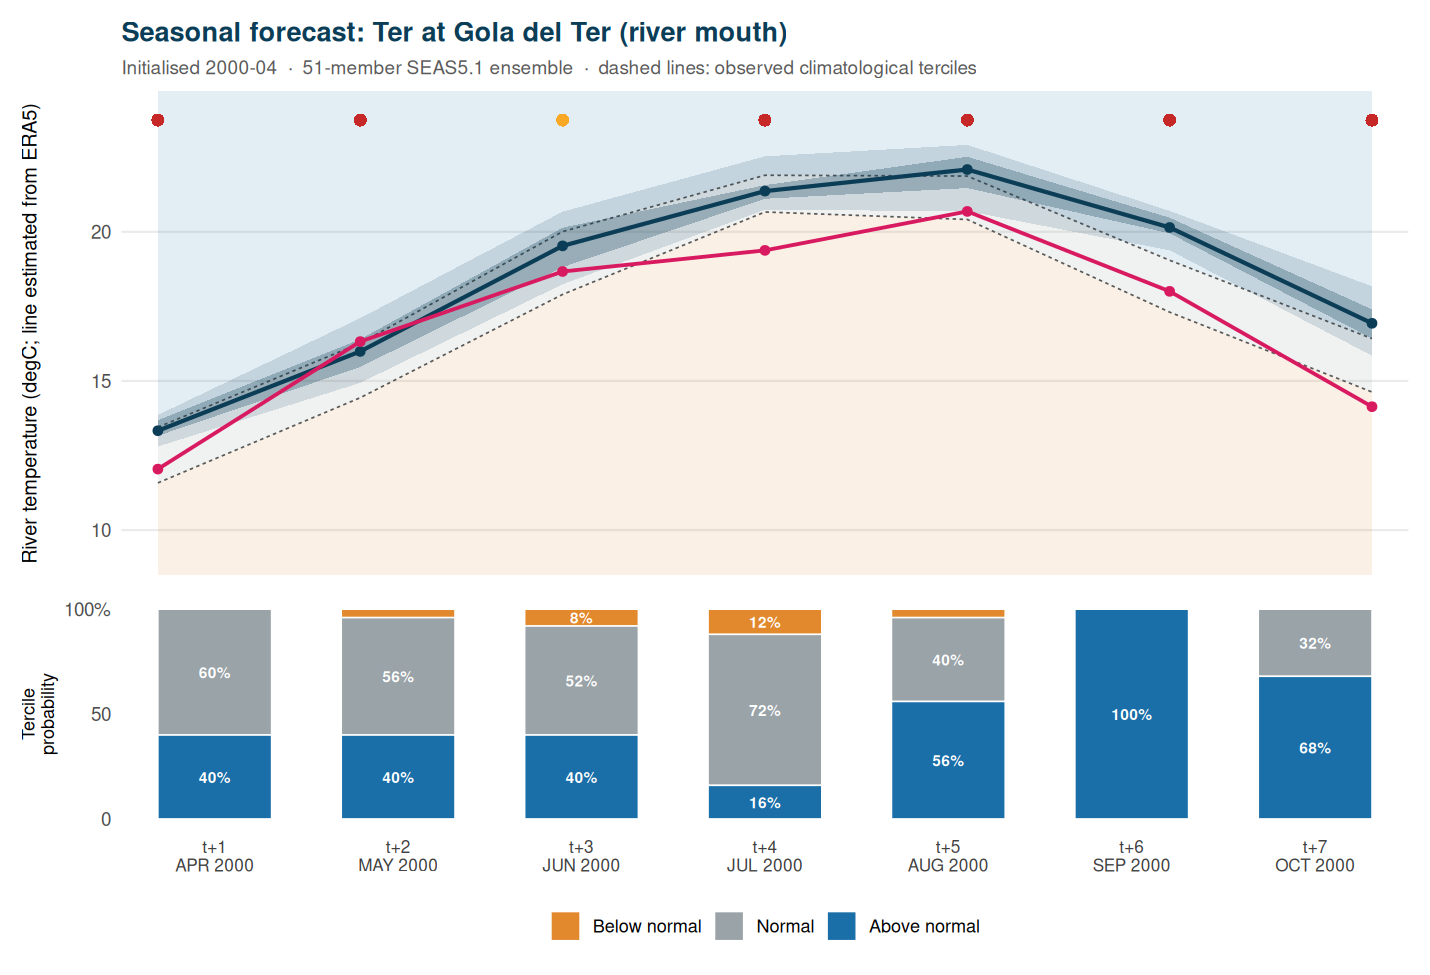 Seasonal forecast: Ter at Gola del Ter (river mouth)
Initialised 2000-04 · 51-member SEAS5.1 ensemble · dashed lines: observed climatological terciles
River temperature (degC; line estimated from ERA5)
20
15
10
100%
50
0
Tercile
probability
60%
40%
56%
40%
8%
52%
40%
12%
72%
16%
40%
56%
100%
32%
68%
t+1
APR 2000
t+2
MAY 2000
t+3
JUN 2000
t+4
JUL 2000
t+5
AUG 2000
t+6
SEP 2000
t+7
OCT 2000
Below normal
Normal
Above normal